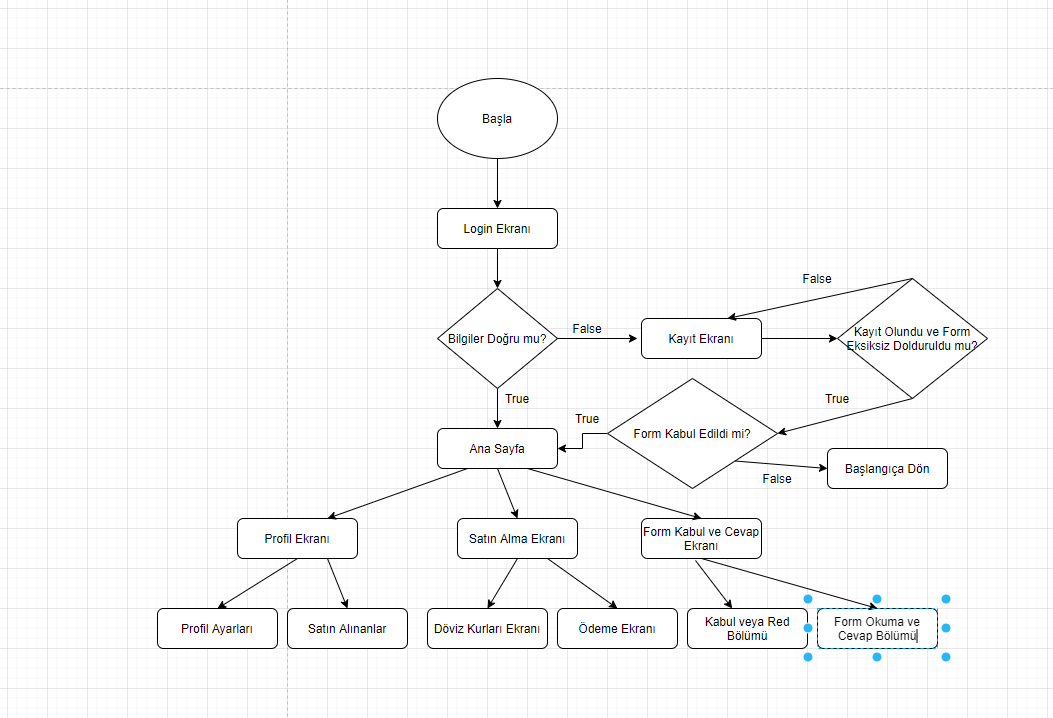 Başla
Login Ekranı
False
Bilgiler Doğru mu?
False
Kayıt Ekranı
Kayıt Olundu ve Form
Eksiksiz Dolduruldu mu?
True
True
True
Form Kabul Edildi mi?
Ana Sayfa
Başlangıça Dön
False
Profil Ekranı
Satın Alma Ekranı
Form Kabul ve Cevap
Ekranı
Profil Ayarları
Satın Alınanlar
Döviz Kurları Ekranı
Ödeme Ekranı
Kabul veya Red
Bölümü
Form Okuma ve
Cevap Bölümü